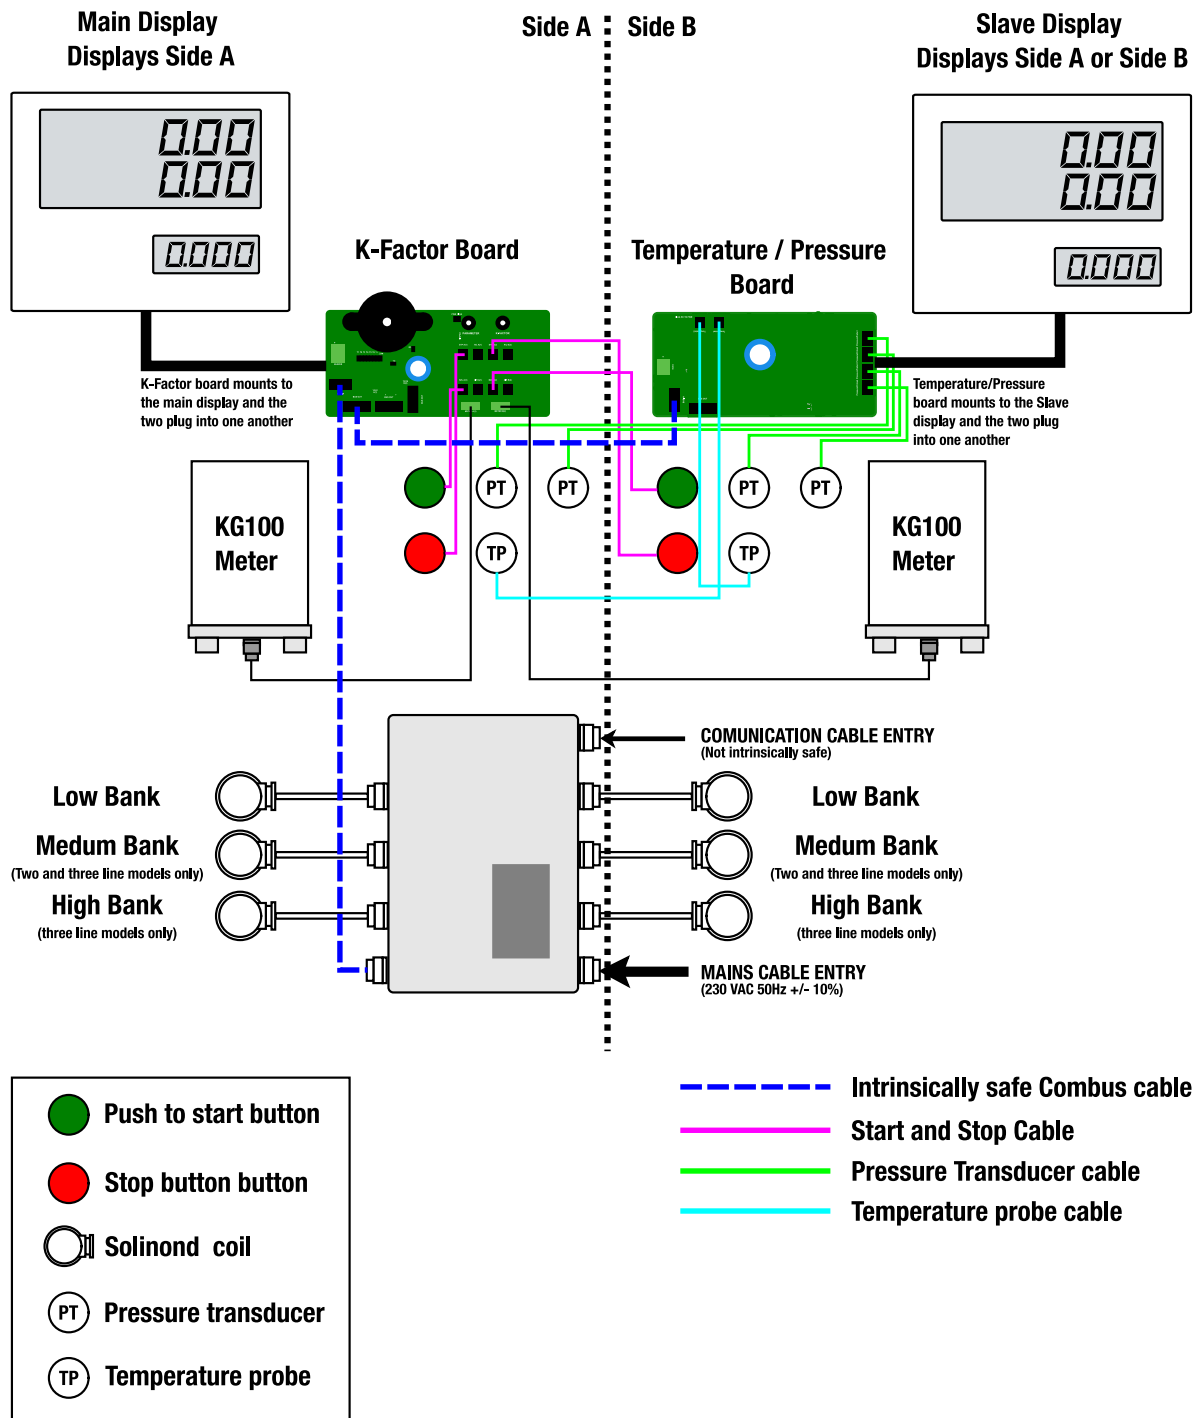 Main Display
Displays Side A
Side A
Side B
Slave Display
Displays Side A or Side B
0.00
0.00
0.000
0.00
0.00
0.000
K-Factor Board
Temperature / Pressure
Board
K-Factor board mounts to
the main display and the
two plug into one another
Temperature/Pressure
board mounts to the Slave
display and the two plug
into one another
KG100
Meter
PT
PT
TP
PT
PT
TP
KG100
Meter
COMUNICATION CABLE ENTRY
(Not intrinsically safe)
Low Bank
Medum Bank
(Two and three line models only)
High Bank
(three line models only)
Low Bank
Medum Bank
(Two and three line models only)
High Bank
(three line models only)
MAINS CABLE ENTRY
(230 VAC 50Hz +/- 10%)
Push to start button
Stop button button
Solinond coil
PT Pressure transducer
TP Temperature probe
Intrinsically safe Combus cable
Start and Stop Cable
Pressure Transducer cable
Temperature probe cable